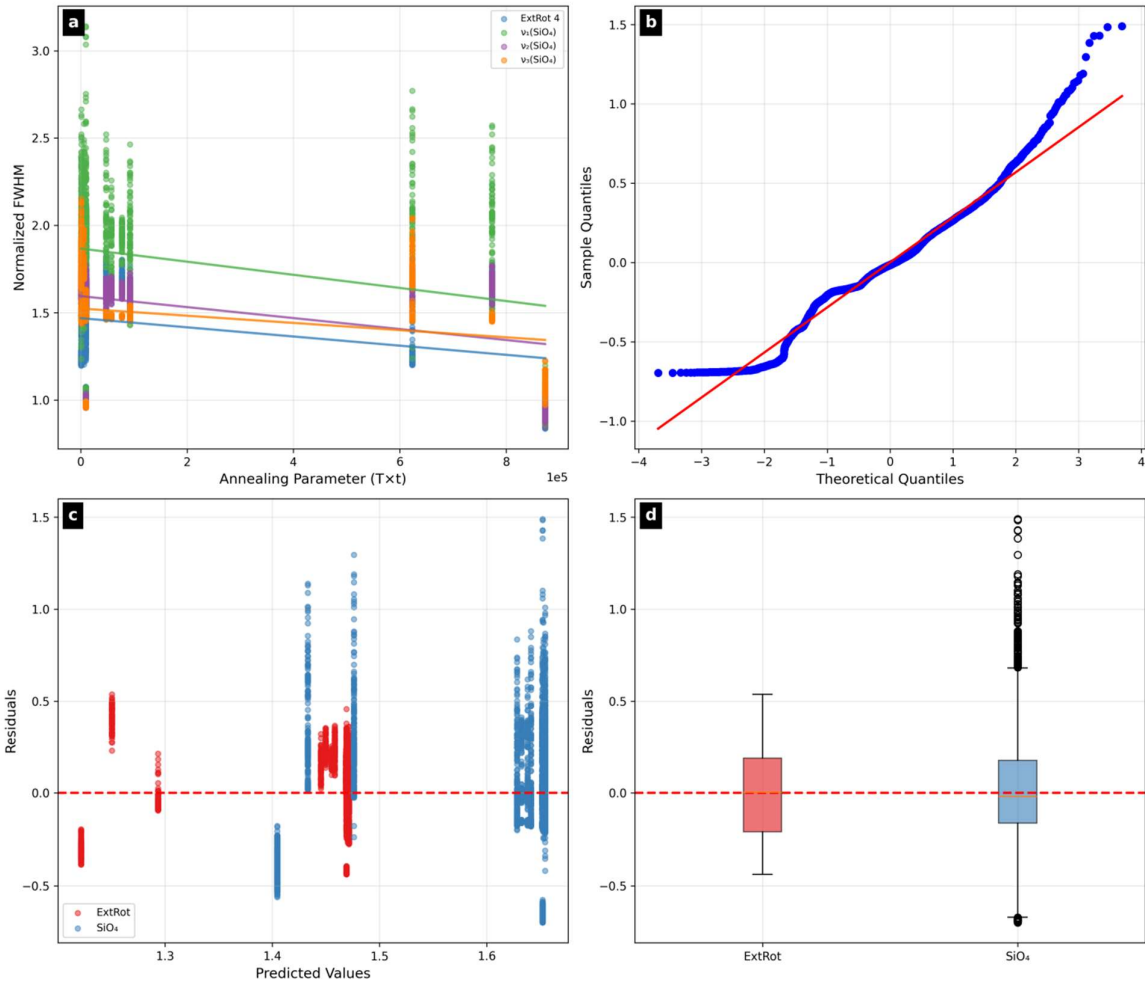 a
ExtRot 4
ν₁(SiO₄)
ν₂(SiO₄)
ν₃(SiO₄)
3.0
2.5
2.0
1.5
1.0
Normalized FWHM
0 2 4 6 8
1e5
Annealing Parameter (T×t)
b
1.5
1.0
0.5
0.0
−0.5
−1.0
Sample Quantiles
−4 −3 −2 −1 0 1 2 3 4
Theoretical Quantiles
c
1.5
1.0
0.5
0.0
−0.5
Residuals
ExtRot
SiO₄
1.3 1.4 1.5 1.6
Predicted Values
d
1.5
1.0
0.5
0.0
−0.5
Residuals
ExtRot SiO₄